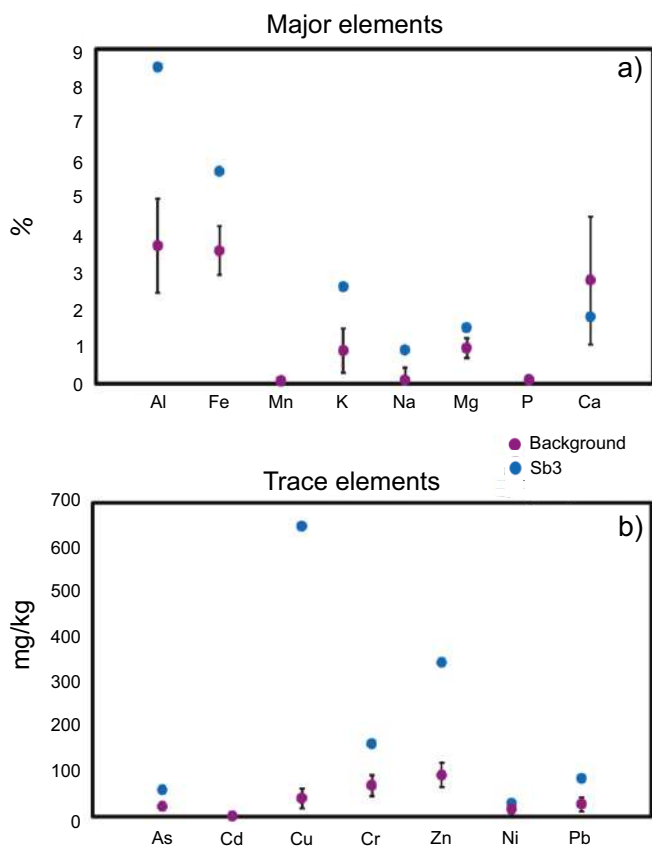 Major elements
a)
9
8
7
6
5
4
3
2
1
0
%
Al Fe Mn K Na Mg P Ca
Background
Sb3
Trace elements
b)
700
600
500
400
300
200
100
0
mg/kg
As Cd Cu Cr Zn Ni Pb